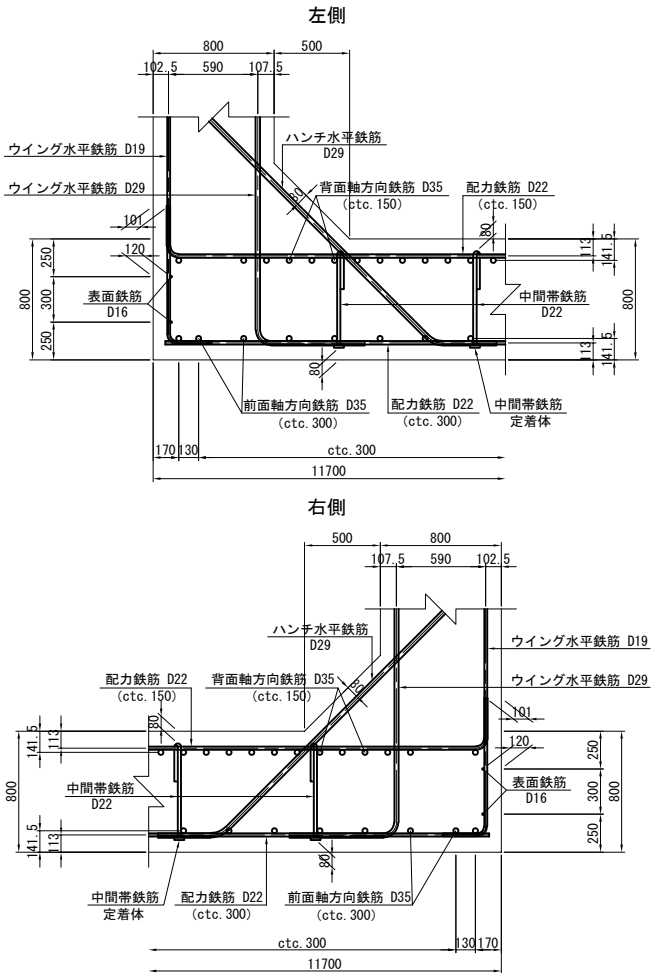 左側
800
500
102.5
590
107.5
ウイング水平鉄筋 D19
ハンチ水平鉄筋
D29
ウイング水平鉄筋 D29
80
背面軸方向鉄筋 D35
(ctc.150)
配力鉄筋 D22
(ctc.150)
101
80
800
250
300
250
120
表面鉄筋
D16
113
141.5
中間帯鉄筋
D22
800
113
141.5
80
前面軸方向鉄筋 D35
(ctc.300)
配力鉄筋 D22
(ctc.300)
中間帯鉄筋
定着体
170
130
ctc.300
11700
右側
500
800
107.5
590
102.5
ハンチ水平鉄筋
D29
ウイング水平鉄筋 D19
配力鉄筋 D22
(ctc.150)
背面軸方向鉄筋 D35
(ctc.150)
80
ウイング水平鉄筋 D29
80
101
141.5
113
120
250
300
250
800
800
中間帯鉄筋
D22
表面鉄筋
D16
141.5
113
80
中間帯鉄筋
定着体
配力鉄筋 D22
(ctc.300)
前面軸方向鉄筋 D35
(ctc.300)
ctc.300
130
170
11700